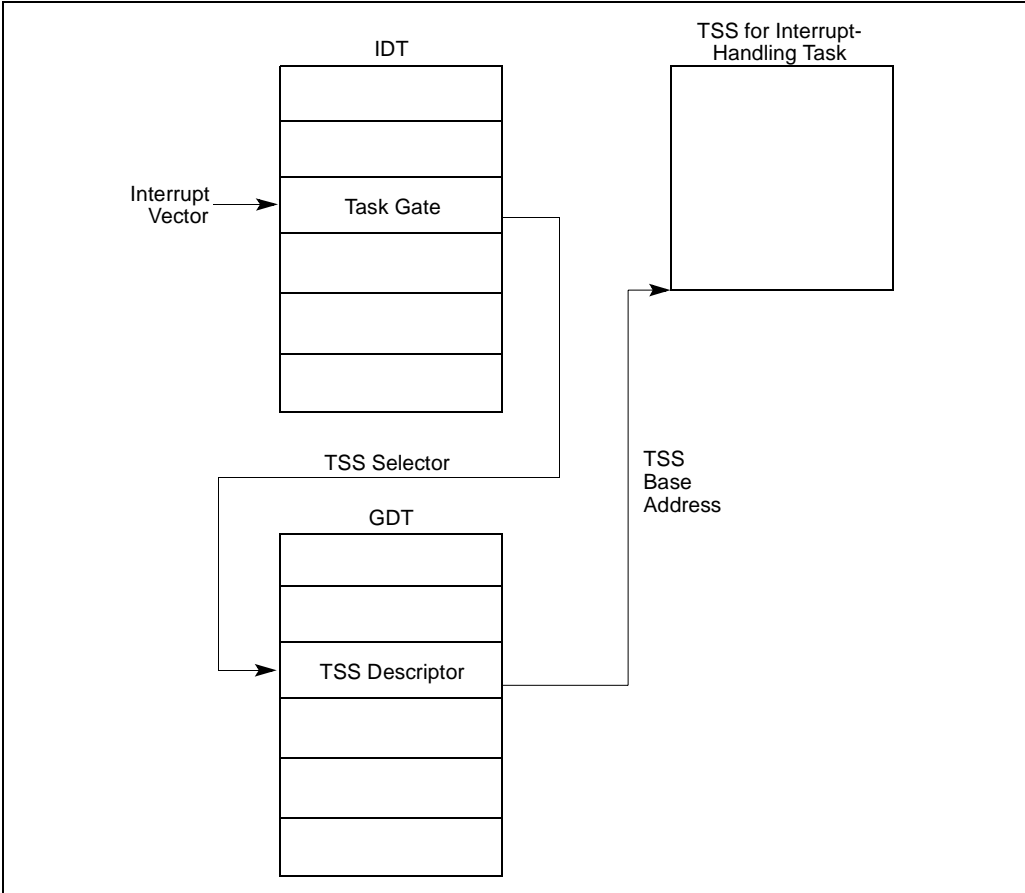 TSS for Interrupt-
Handling Task
IDT
Interrupt
Vector
Task Gate
TSS Selector
TSS
Base
Address
GDT
TSS Descriptor